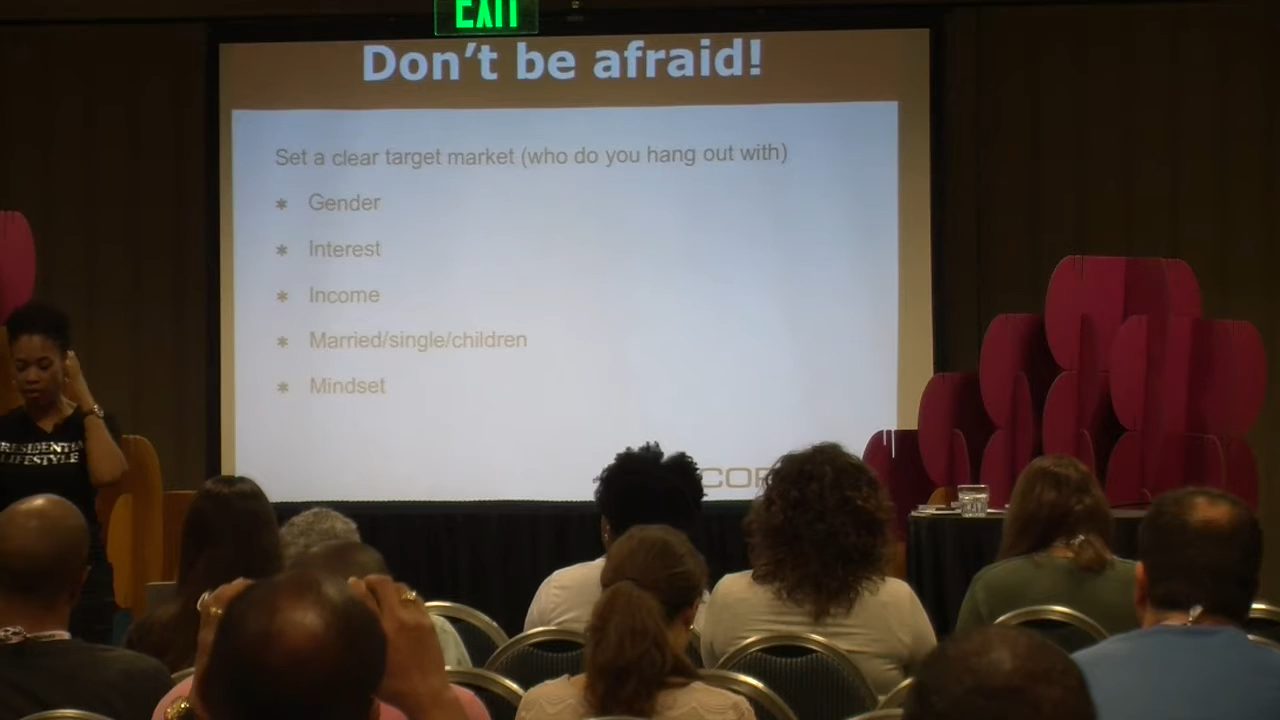 EXIT
Don't be afraid!
Set a clear target market (who do you hang out with)
* Gender
* Interest
* Income
* Married/single/children
* Mindset
LIFESTYLE